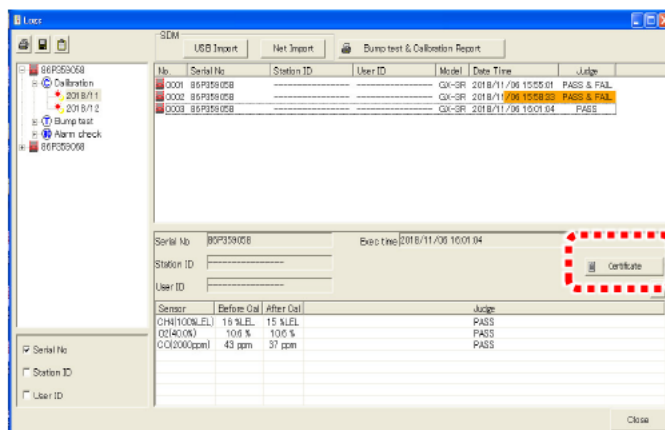 Logs
SDM
USB Import Net Import Bump test & Calibration Report
86P359058
Calibration
2018/11
2018/12
Bump test
Alarm check
86P359068
No. Serial No Station ID User ID Model Date Time Judge
0001 86P359058 ---------------- ---------------- GX-3R 2018/11/06 15:55:01 PASS & FAIL
0002 86P359058 ---------------- ---------------- GX-3R 2018/11/06 15:58:33 PASS & FAIL
0003 86P359058 ---------------- ---------------- GX-3R 2018/11/06 16:01:04 PASS
Serial No 86P359058 Exec time 2018/11/06 16:01:04
Station ID ----------------
User ID ----------------
Certificate
Sensor Before Cal After Cal Judge
CH4(100%LEL) 16 %LEL 15 %LEL PASS
O2(40.0%) 10.6 % 10.6 % PASS
CO(2000ppm) 43 ppm 37 ppm PASS
Serial No
Station ID
User ID
Close